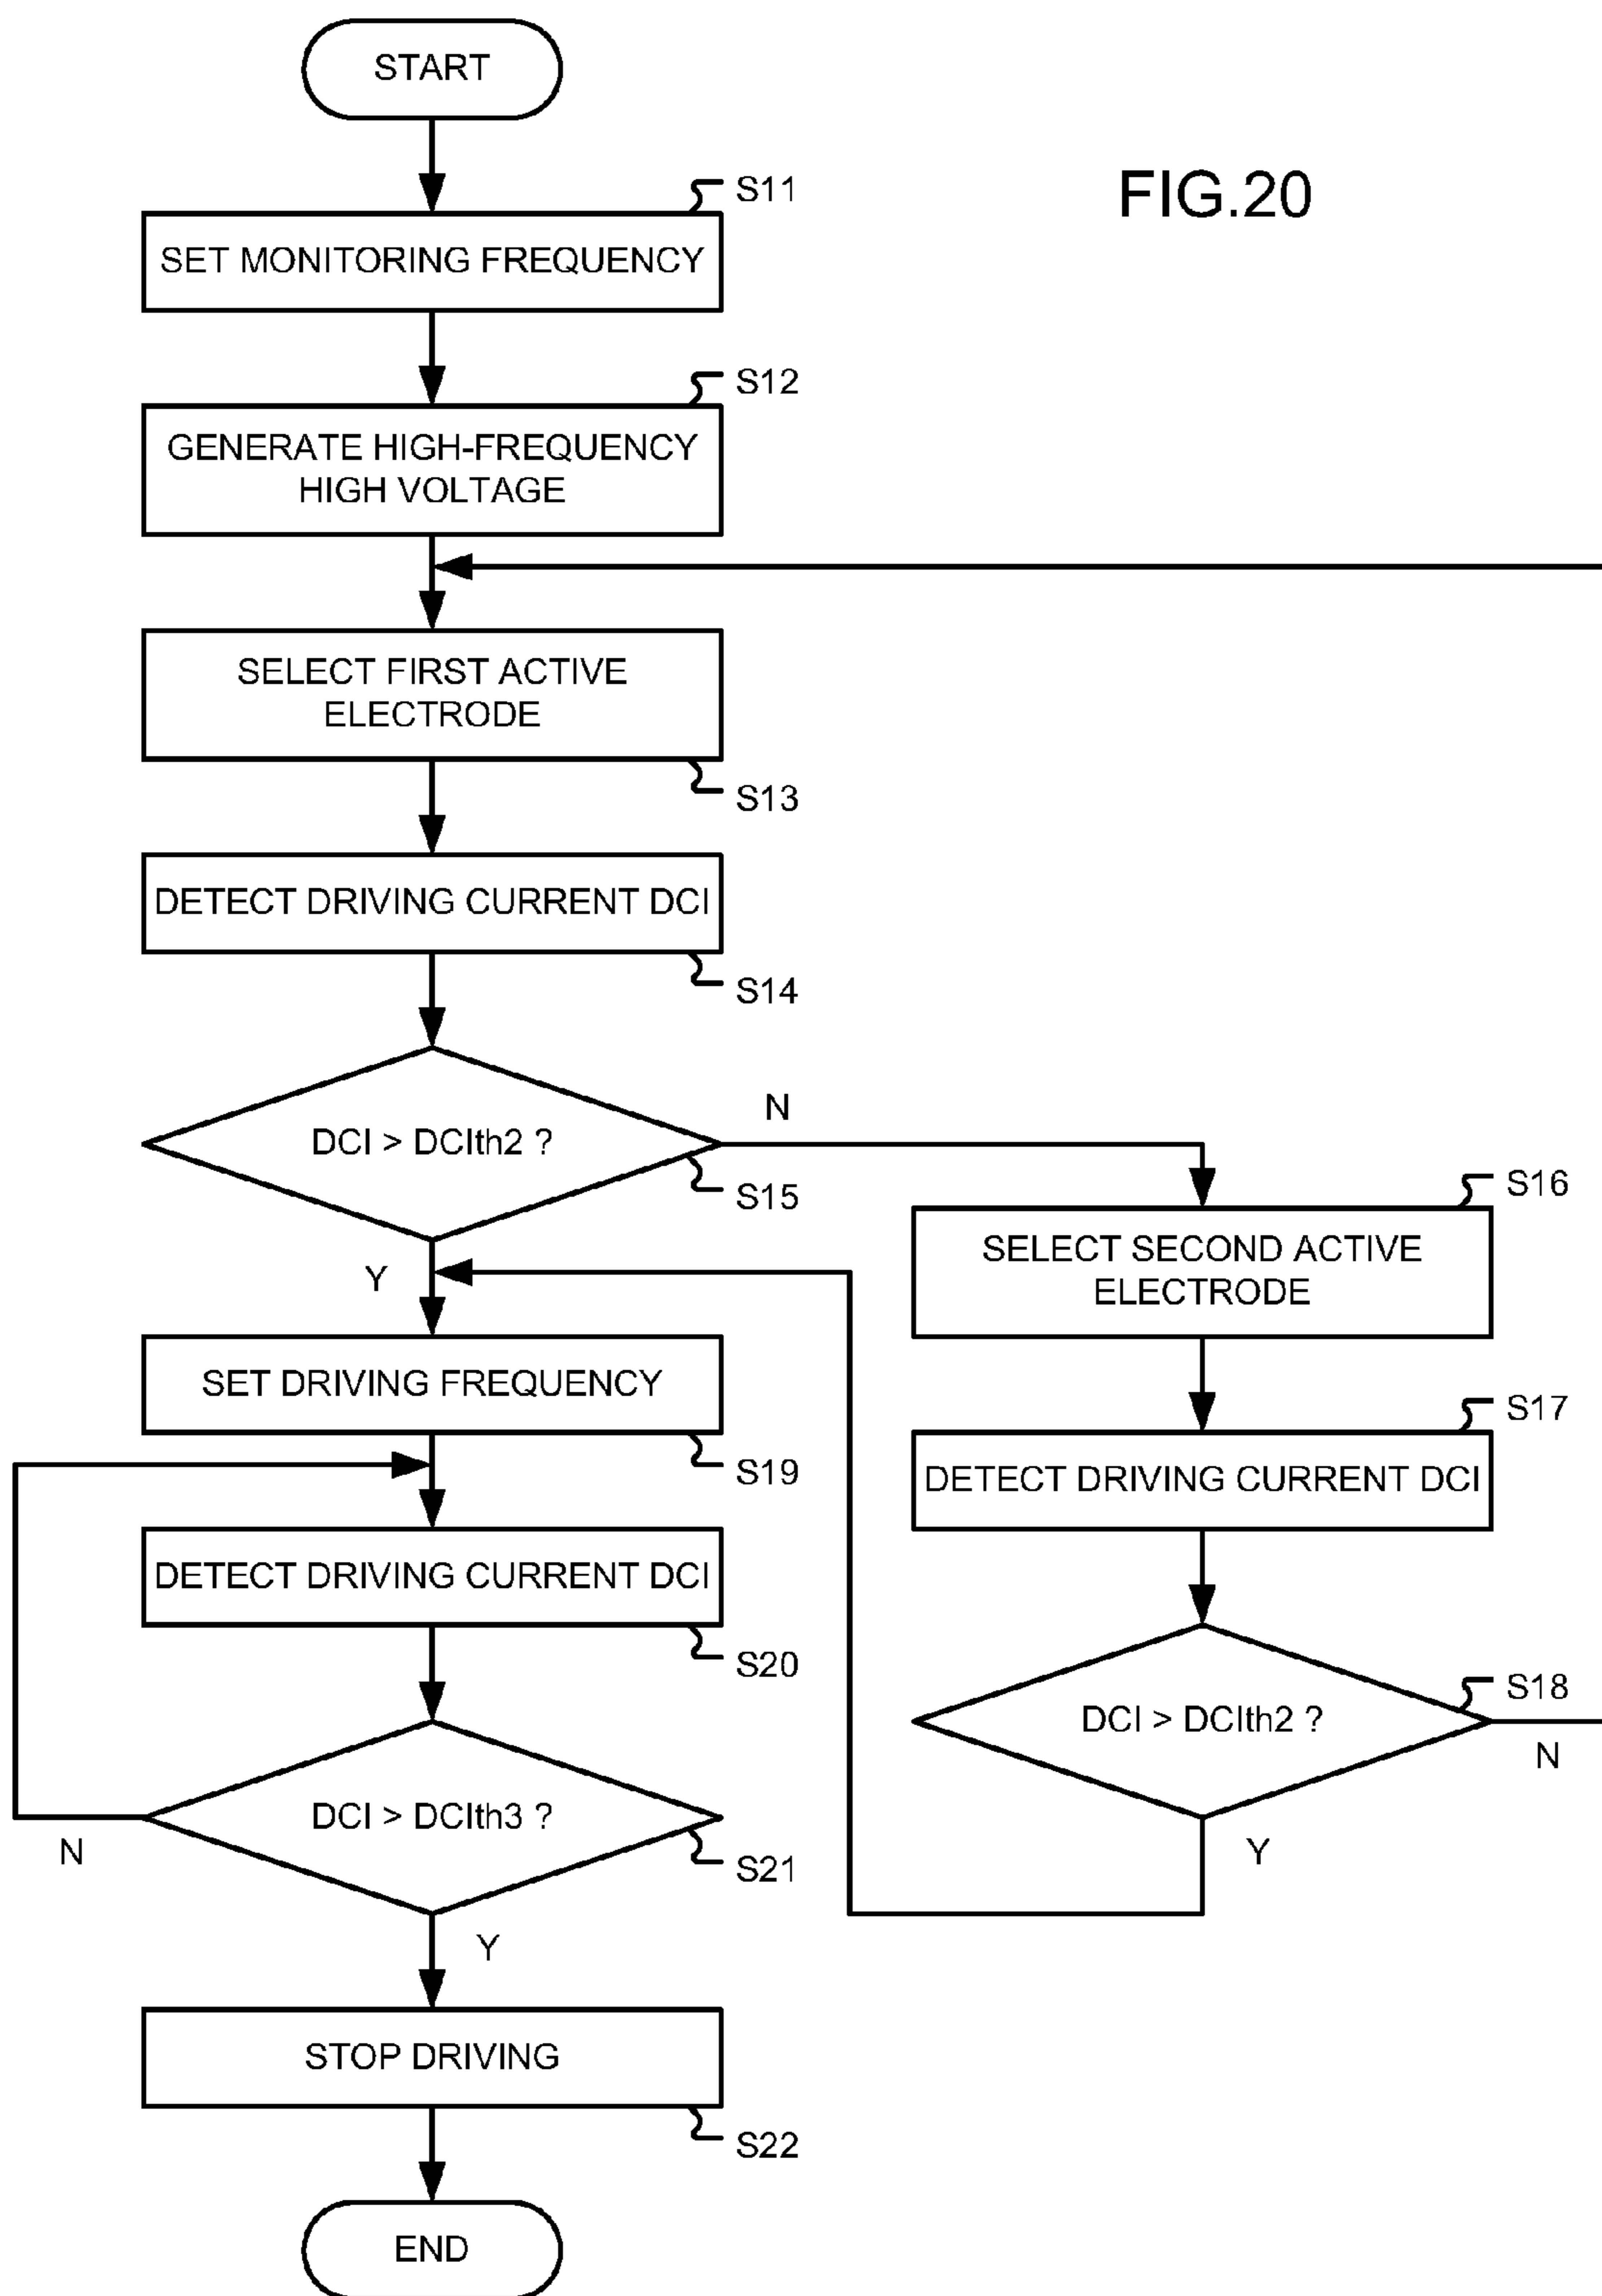 START
FIG.20
S11
SET MONITORING FREQUENCY
S12
GENERATE HIGH-FREQUENCY
HIGH VOLTAGE
SELECT FIRST ACTIVE
ELECTRODE
S13
DETECT DRIVING CURRENT DCI
S14
DCI > DCIth2 ?
N
S15
Y
S16
SELECT SECOND ACTIVE
ELECTRODE
S17
DETECT DRIVING CURRENT DCI
S18
DCI > DCIth2 ?
N
Y
SET DRIVING FREQUENCY
S19
DETECT DRIVING CURRENT DCI
S20
DCI > DCIth3 ?
N
S21
Y
STOP DRIVING
S22
END